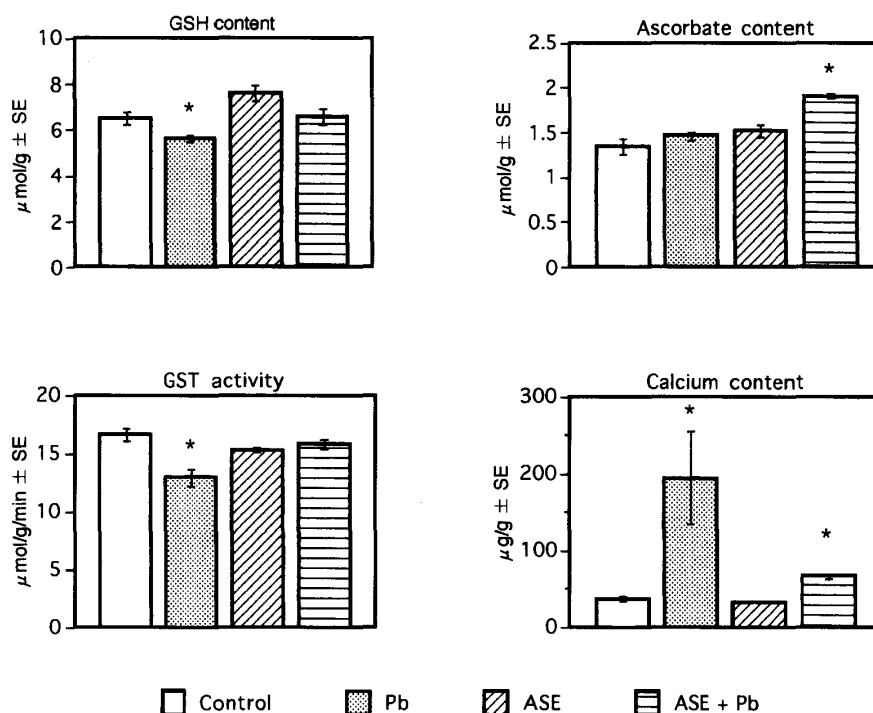 GSH content
10
8
6
4
2
0
μmol/g ± SE
*
Ascorbate content
2.5
2
1.5
1
0.5
0
μmol/g ± SE
*
GST activity
20
15
10
5
0
μmol/g/min ± SE
*
Calcium content
300
200
100
0
μg/g ± SE
*
*
Control Pb ASE ASE + Pb